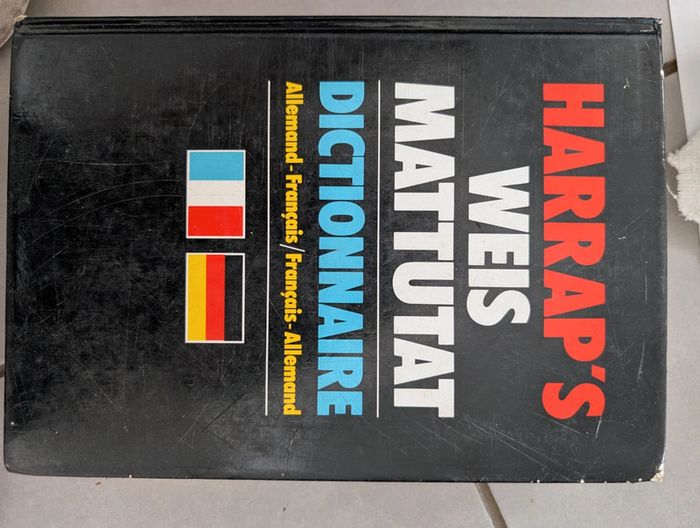 HARRAP'S
WEIS
MATTUTAT
DICTIONNAIRE
Allemand-Français/Français-Allemand